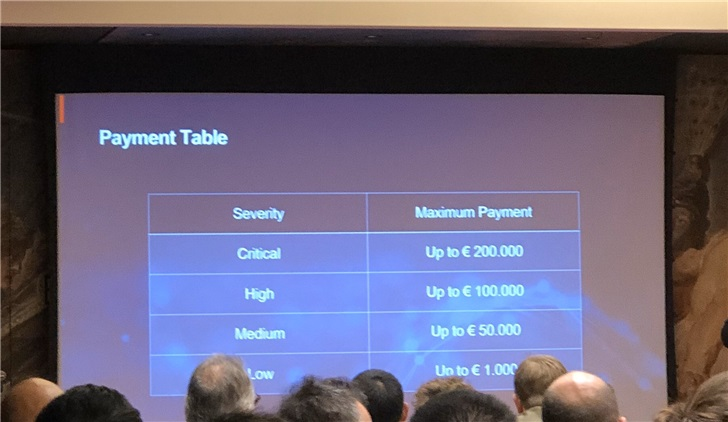 Payment Table
Severity Maximum Payment
Critical Up to € 200.000
High Up to € 100.000
Medium Up to € 50.000
Low Up to € 1.000